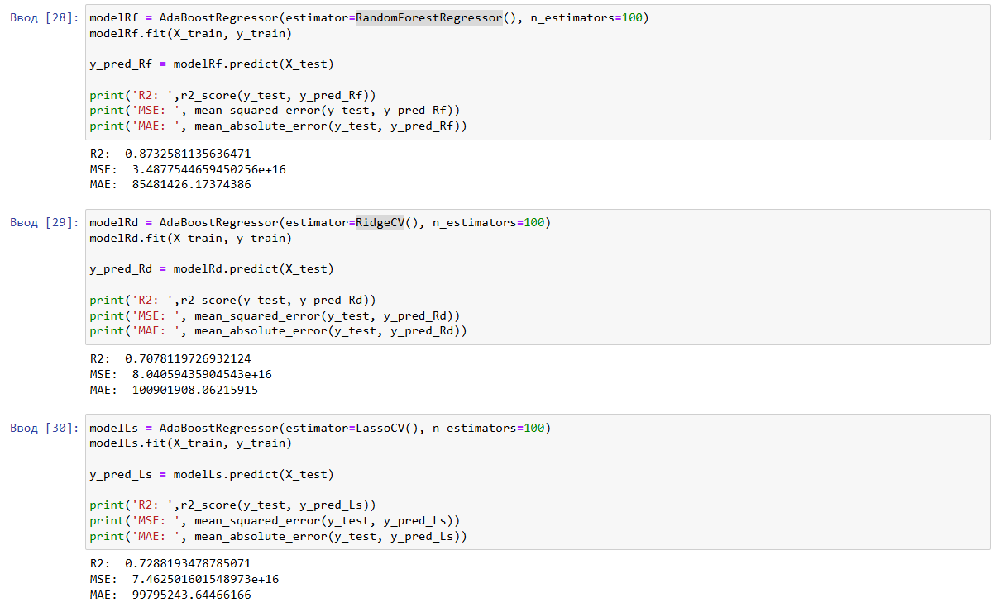 Ввод [28]: modelRf = AdaBoostRegressor(estimator=RandomForestRegressor(), n_estimators=100)
modelRf.fit(X_train, y_train)
y_pred_Rf = modelRf.predict(X_test)
print('R2: ',r2_score(y_test, y_pred_Rf))
print('MSE: ', mean_squared_error(y_test, y_pred_Rf))
print('MAE: ', mean_absolute_error(y_test, y_pred_Rf))
R2:  0.8732581135636471
MSE:  3.4877544659450256e+16
MAE:  85481426.17374386
Ввод [29]: modelRd = AdaBoostRegressor(estimator=RidgeCV(), n_estimators=100)
modelRd.fit(X_train, y_train)
y_pred_Rd = modelRd.predict(X_test)
print('R2: ',r2_score(y_test, y_pred_Rd))
print('MSE: ', mean_squared_error(y_test, y_pred_Rd))
print('MAE: ', mean_absolute_error(y_test, y_pred_Rd))
R2:  0.7078119726932124
MSE:  8.04059435904543e+16
MAE:  100901908.06215915
Ввод [30]: modelLs = AdaBoostRegressor(estimator=LassoCV(), n_estimators=100)
modelLs.fit(X_train, y_train)
y_pred_Ls = modelLs.predict(X_test)
print('R2: ',r2_score(y_test, y_pred_Ls))
print('MSE: ', mean_squared_error(y_test, y_pred_Ls))
print('MAE: ', mean_absolute_error(y_test, y_pred_Ls))
R2:  0.7288193478785071
MSE:  7.462501601548973e+16
MAE:  99795243.64466166